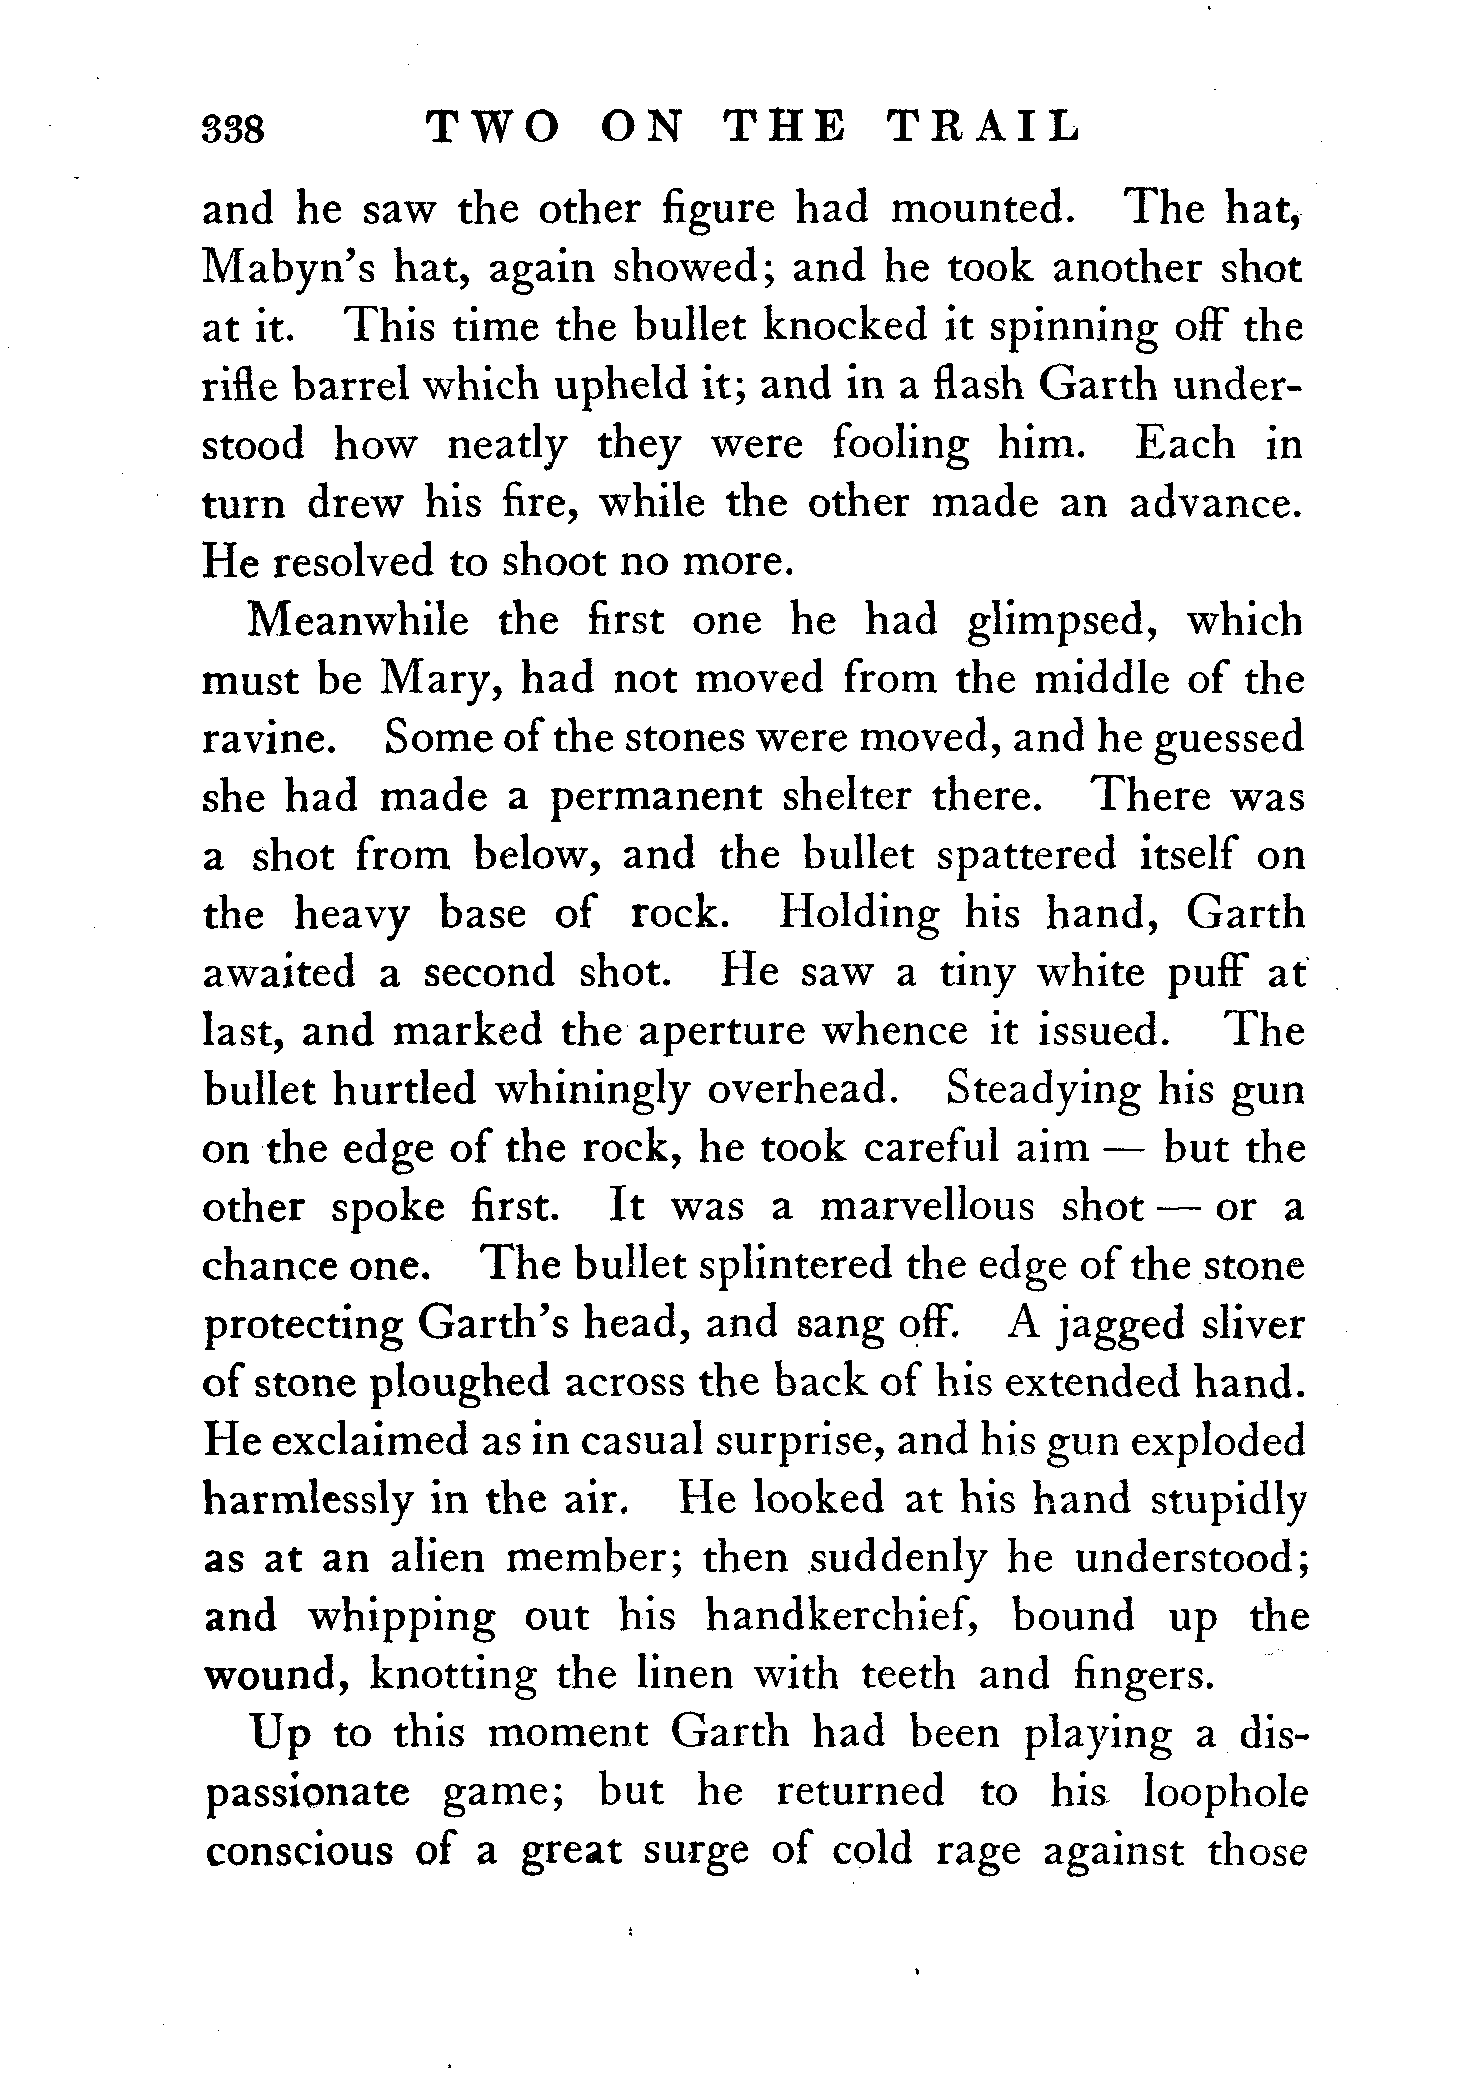 338 TWO ON THE TRAIL
and he saw the other figure had mounted. The hat,
Mabyn's hat, again showed; and he took another shot
at it. This time the bullet knocked it spinning off the
rifle barrel which upheld it; and in a flash Garth under-
stood how neatly they were fooling him. Each in
turn drew his fire, while the other made an advance.
He resolved to shoot no more.
Meanwhile the first one he had glimpsed, which
must be Mary, had not moved from the middle of the
ravine. Some of the stones were moved, and he guessed
she had made a permanent shelter there. There was
a shot from below, and the bullet spattered itself on
the heavy base of rock. Holding his hand, Garth
awaited a second shot. He saw a tiny white puff at
last, and marked the aperture whence it issued. The
bullet hurtled whiningly overhead. Steadying his gun
on the edge of the rock, he took careful aim — but the
other spoke first. It was a marvellous shot — or a
chance one. The bullet splintered the edge of the stone
protecting Garth's head, and sang off. A jagged sliver
of stone ploughed across the back of his extended hand.
He exclaimed as in casual surprise, and his gun exploded
harmlessly in the air. He looked at his hand stupidly
as at an alien member; then suddenly he understood;
and whipping out his handkerchief, bound up the
wound, knotting the linen with teeth and fingers.
Up to this moment Garth had been playing a dis-
passionate game; but he returned to his loophole
conscious of a great surge of cold rage against those